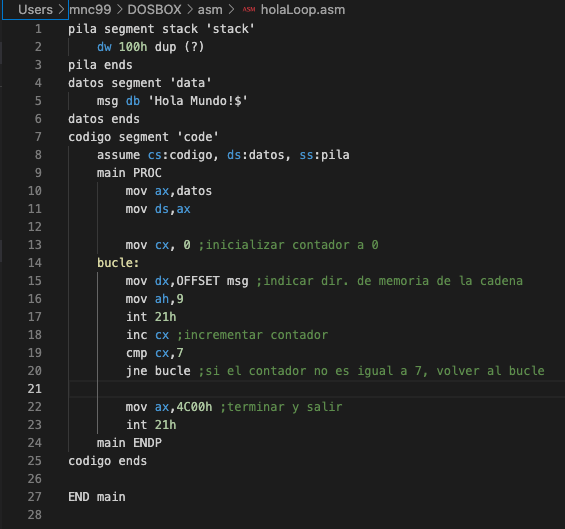 Users > mnc99 > DOSBOX > asm > ASM holaLoop.asm
1 pila segment stack 'stack'
2 dw 100h dup (?)
3 pila ends
4 datos segment 'data'
5 msg db 'Hola Mundo!$'
6 datos ends
7 codigo segment 'code'
8 assume cs:codigo, ds:datos, ss:pila
9 main PROC
10 mov ax,datos
11 mov ds,ax
12
13 mov cx, 0 ;inicializar contador a 0
14 bucle:
15 mov dx,OFFSET msg ;indicar dir. de memoria de la cadena
16 mov ah,9
17 int 21h
18 inc cx ;incrementar contador
19 cmp cx,7
20 jne bucle ;si el contador no es igual a 7, volver al bucle
21
22 mov ax,4C00h ;terminar y salir
23 int 21h
24 main ENDP
25 codigo ends
26
27 END main
28